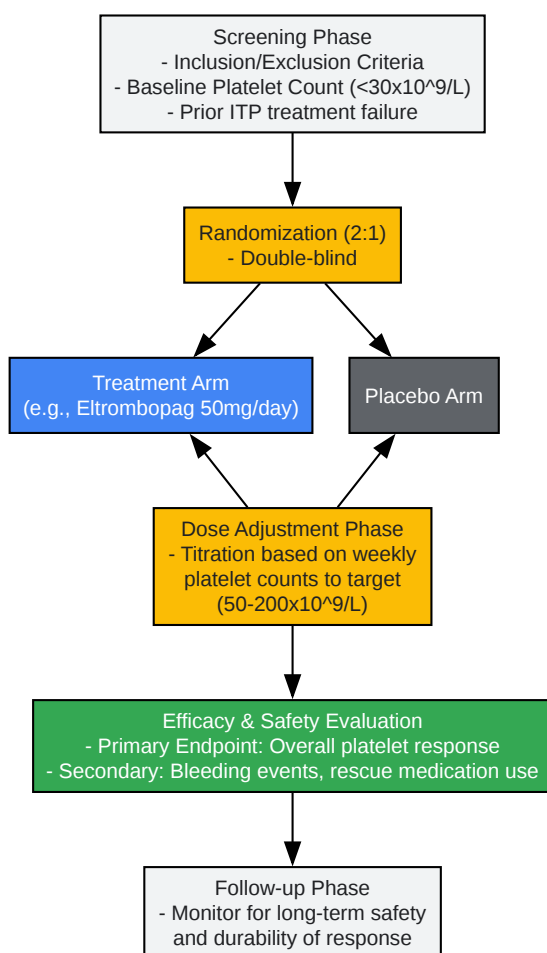 Screening Phase
- Inclusion/Exclusion Criteria
- Baseline Platelet Count (<30x10^9/L)
- Prior ITP treatment failure
Randomization (2:1)
- Double-blind
Treatment Arm
(e.g., Eltrombopag 50mg/day)
Placebo Arm
Dose Adjustment Phase
- Titration based on weekly
platelet counts to target
(50-200x10^9/L)
Efficacy & Safety Evaluation
- Primary Endpoint: Overall platelet response
- Secondary: Bleeding events, rescue medication use
Follow-up Phase
- Monitor for long-term safety
and durability of response